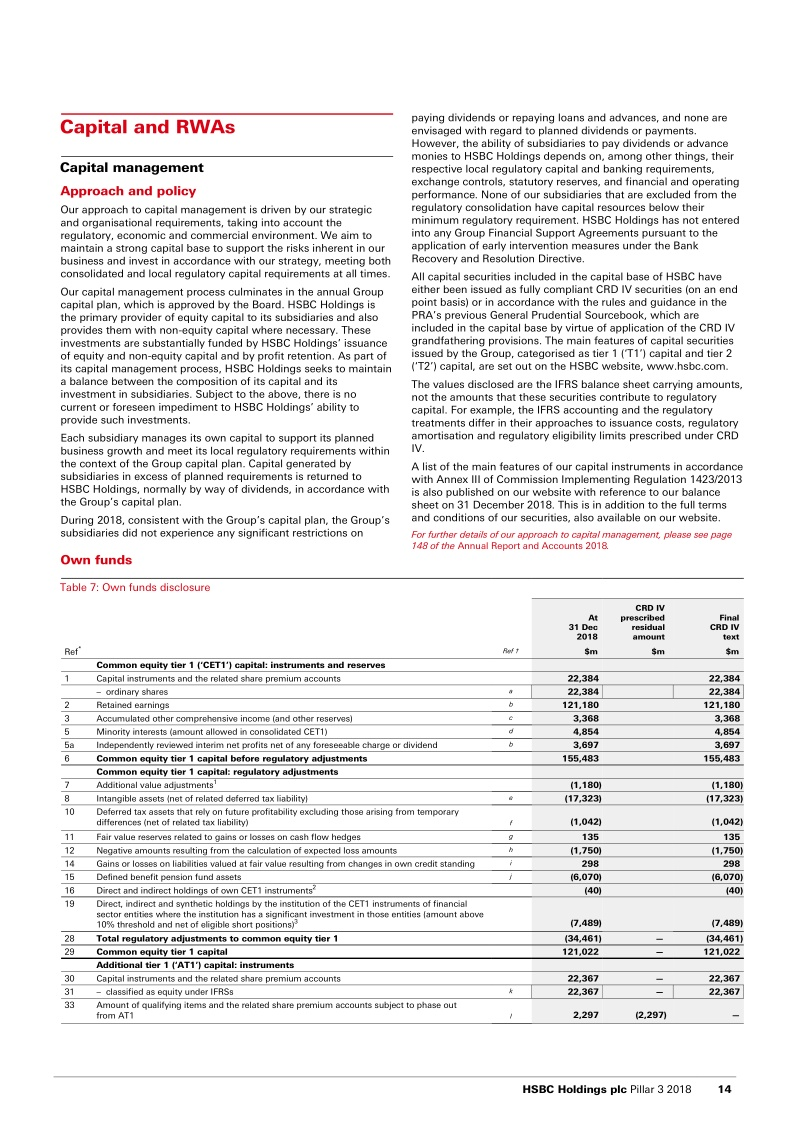 Capital and RWAs
Capital management
Approach and policy
Our approach to capital management is driven by our strategic
and organisational requirements, taking into account the
regulatory, economic and commercial environment. We aim to
maintain a strong capital base to support the risks inherent in our
business and invest in accordance with our strategy, meeting both
consolidated and local regulatory capital requirements at all times.
Our capital management process culminates in the annual Group
capital plan, which is approved by the Board. HSBC Holdings is
the primary provider of equity capital to its subsidiaries and also
provides them with non-equity capital where necessary. These
investments are substantially funded by HSBC Holdings' issuance
of equity and non-equity capital and by profit retention. As part of
its capital management process, HSBC Holdings seeks to maintain
a balance between the composition of its capital and its
investment in subsidiaries. Subject to the above, there is no
current or foreseen impediment to HSBC Holdings' ability to
provide such investments.
Each subsidiary manages its own capital to support its planned
business growth and meet its local regulatory requirements within
the context of the Group capital plan. Capital generated by
subsidiaries in excess of planned requirements is returned to
HSBC Holdings, normally by way of dividends, in accordance with
the Group's capital plan.
During 2018, consistent with the Group's capital plan, the Group's
subsidiaries did not experience any significant restrictions on
paying dividends or repaying loans and advances, and none are
envisaged with regard to planned dividends or payments.
However, the ability of subsidiaries to pay dividends or advance
monies to HSBC Holdings depends on, among other things, their
respective local regulatory capital and banking requirements,
exchange controls, statutory reserves, and financial and operating
performance. None of our subsidiaries that are excluded from the
regulatory consolidation have capital resources below their
minimum regulatory requirement. HSBC Holdings has not entered
into any Group Financial Support Agreements pursuant to the
application of early intervention measures under the Bank
Recovery and Resolution Directive.
All capital securities included in the capital base of HSBC have
either been issued as fully compliant CRD IV securities (on an end
point basis) or in accordance with the rules and guidance in the
PRA's previous General Prudential Sourcebook, which are
included in the capital base by virtue of application of the CRD IV
grandfathering provisions. The main features of capital securities
issued by the Group, categorised as tier 1 ('T1') capital and tier 2
('T2') capital, are set out on the HSBC website, www.hsbc.com.
The values disclosed are the IFRS balance sheet carrying amounts,
not the amounts that these securities contribute to regulatory
capital. For example, the IFRS accounting and the regulatory
treatments differ in their approaches to issuance costs, regulatory
amortisation and regulatory eligibility limits prescribed under CRD
IV.
A list of the main features of our capital instruments in accordance
with Annex III of Commission Implementing Regulation 1423/2013
is also published on our website with reference to our balance
sheet on 31 December 2018. This is in addition to the full terms
and conditions of our securities, also available on our website.
For further details of our approach to capital management, please see page
148 of the Annual Report and Accounts 2018.
Own funds
Table 7: Own funds disclosure
At
31 Dec
2018
CRD IV
prescribed
residual
amount
Final
CRD IV
text
Ref* Ref † $m $m $m
Common equity tier 1 ('CET1') capital: instruments and reserves
1 Capital instruments and the related share premium accounts 22,384 22,384
– ordinary shares a 22,384 22,384
2 Retained earnings b 121,180 121,180
3 Accumulated other comprehensive income (and other reserves) c 3,368 3,368
5 Minority interests (amount allowed in consolidated CET1) d 4,854 4,854
5a Independently reviewed interim net profits net of any foreseeable charge or dividend b 3,697 3,697
6 Common equity tier 1 capital before regulatory adjustments 155,483 155,483
Common equity tier 1 capital: regulatory adjustments
7 Additional value adjustments1 (1,180) (1,180)
8 Intangible assets (net of related deferred tax liability) e (17,323) (17,323)
10 Deferred tax assets that rely on future profitability excluding those arising from temporary
differences (net of related tax liability) f (1,042) (1,042)
11 Fair value reserves related to gains or losses on cash flow hedges g 135 135
12 Negative amounts resulting from the calculation of expected loss amounts h (1,750) (1,750)
14 Gains or losses on liabilities valued at fair value resulting from changes in own credit standing i 298 298
15 Defined benefit pension fund assets j (6,070) (6,070)
16 Direct and indirect holdings of own CET1 instruments2 (40) (40)
19 Direct, indirect and synthetic holdings by the institution of the CET1 instruments of financial
sector entities where the institution has a significant investment in those entities (amount above
10% threshold and net of eligible short positions)3 (7,489) (7,489)
28 Total regulatory adjustments to common equity tier 1 (34,461) – (34,461)
29 Common equity tier 1 capital 121,022 – 121,022
Additional tier 1 ('AT1') capital: instruments
30 Capital instruments and the related share premium accounts 22,367 – 22,367
31 – classified as equity under IFRSs k 22,367 – 22,367
33 Amount of qualifying items and the related share premium accounts subject to phase out
from AT1 l 2,297 (2,297) –
HSBC Holdings plc Pillar 3 2018 14